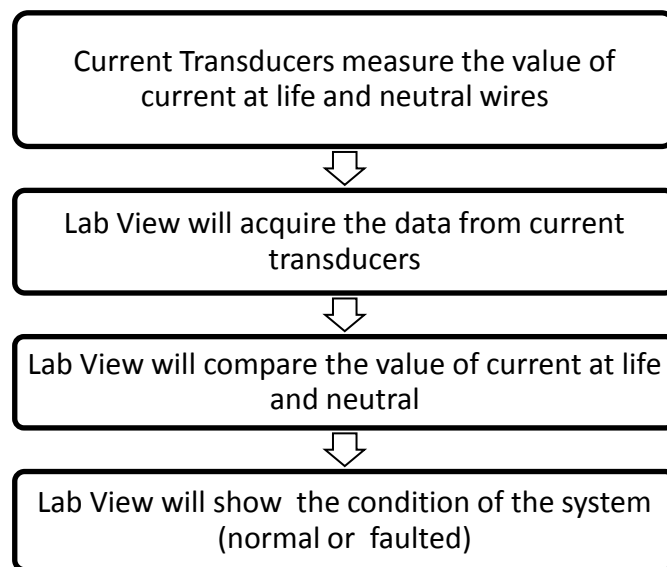 Current Transducers measure the value of
current at life and neutral wires
Lab View will acquire the data from current
transducers
Lab View will compare the value of current at life
and neutral
Lab View will show  the condition of the system
(normal or  faulted)